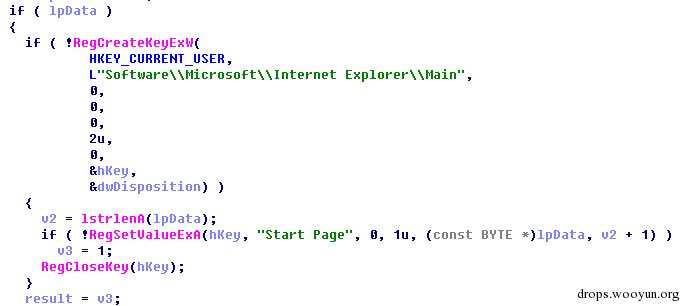 if ( lpData )
{
if ( !RegCreateKeyExW(
HKEY_CURRENT_USER,
L"Software\\Microsoft\\Internet Explorer\\Main",
0,
0,
0,
2u,
0,
&hKey,
&dwDisposition) )
{
v2 = lstrlenA(lpData);
if ( !RegSetValueExA(hKey, "Start Page", 0, 1u, (const BYTE *)lpData, v2 + 1) )
v3 = 1;
RegCloseKey(hKey);
}
result = v3;
drops.wooyun.org